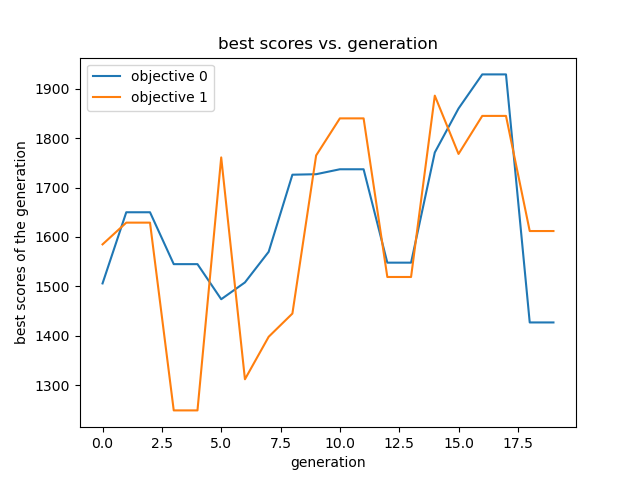 best scores vs. generation
objective 0
objective 1
best scores of the generation
1900
1800
1700
1600
1500
1400
1300
0.0 2.5 5.0 7.5 10.0 12.5 15.0 17.5
generation